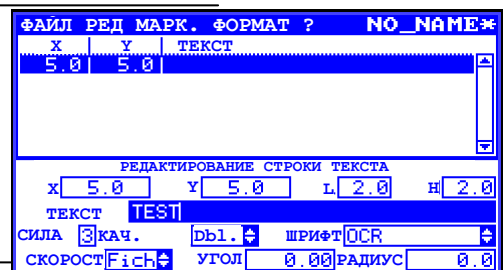 ФАЙЛ РЕД МАРК. ФОРМАТ ? NO_NAME*
X Y ТЕКСТ
5.0 5.0
РЕДАКТИРОВАНИЕ СТРОКИ ТЕКСТА
X 5.0 Y 5.0 L 2.0 H 2.0
ТЕКСТ TEST
СИЛА 3 КАЧ. Dbl. ШРИФТ OCR
СКОРОСТ Fich УГОЛ 0.00 РАДИУС 0.0